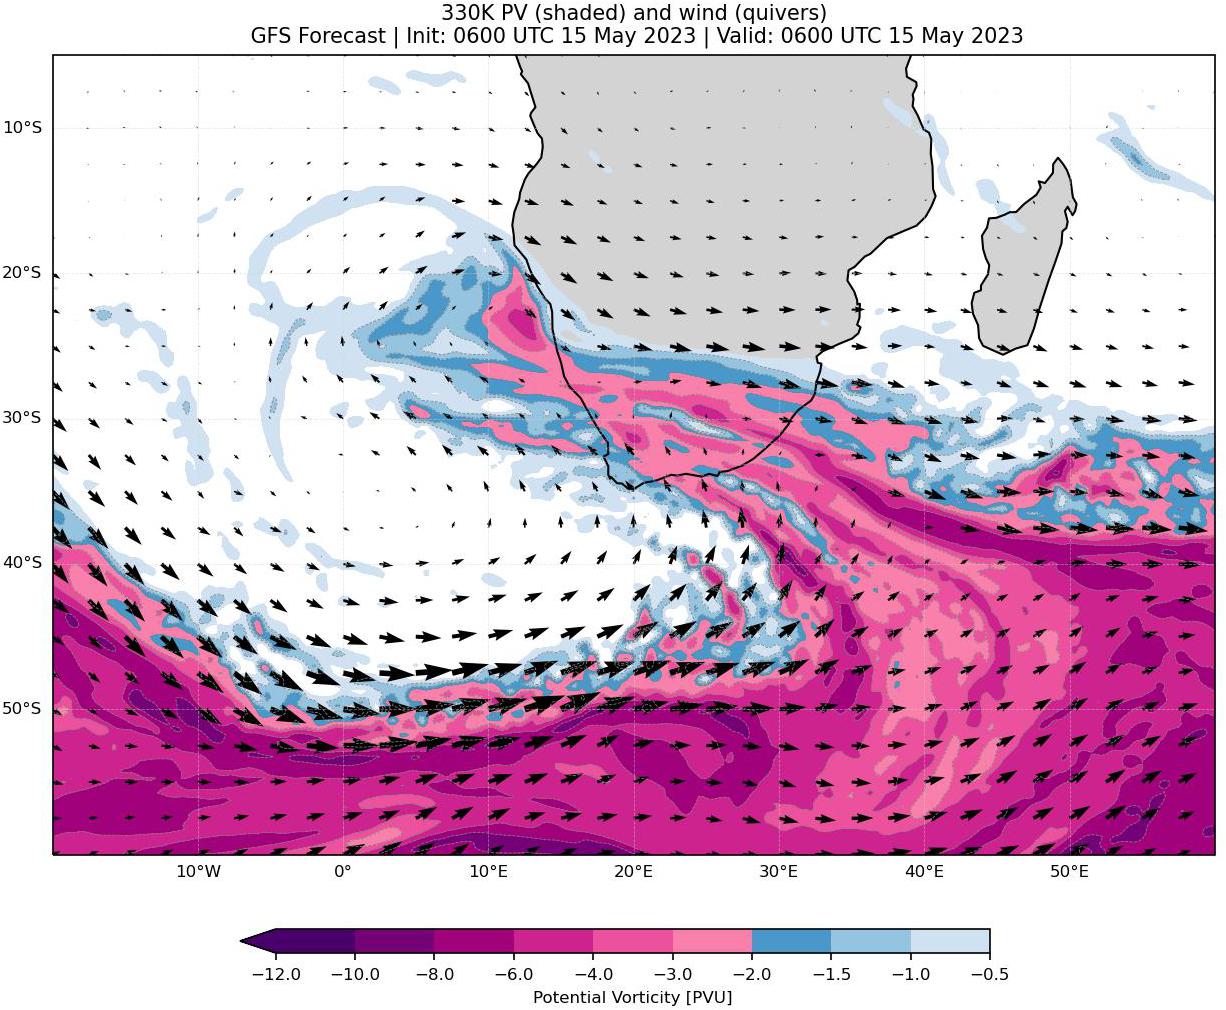 330K PV (shaded) and wind (quivers)
GFS Forecast | Init: 0600 UTC 15 May 2023 | Valid: 0600 UTC 15 May 2023
10°S
20°S
30°S
40°S
50°S
10°W 0° 10°E 20°E 30°E 40°E 50°E
−12.0 −10.0 −8.0 −6.0 −4.0 −3.0 −2.0 −1.5 −1.0 −0.5
Potential Vorticity [PVU]